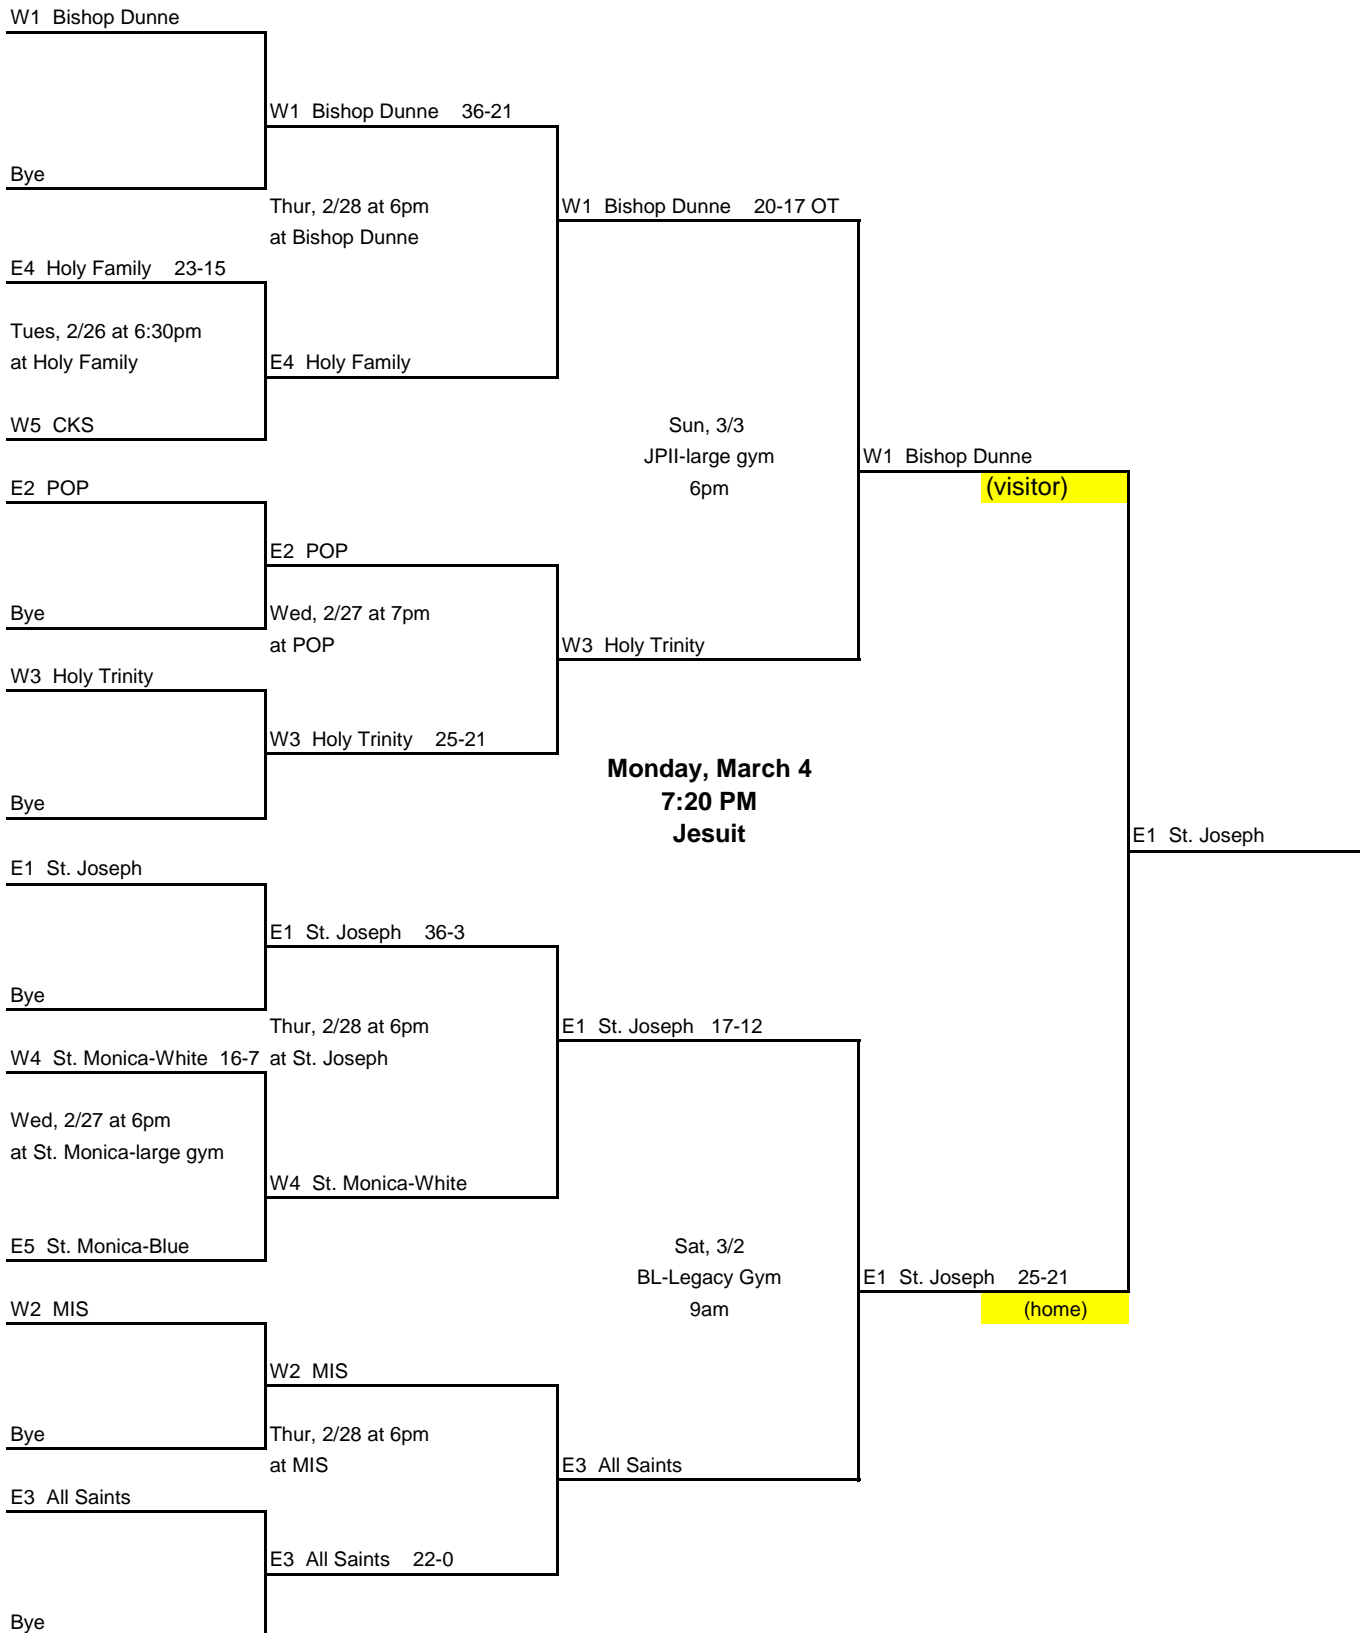 W1 Bishop Dunne
W1 Bishop Dunne 36-21
Bye
Thur, 2/28 at 6pm
at Bishop Dunne
W1 Bishop Dunne 20-17 OT
E4 Holy Family 23-15
Tues, 2/26 at 6:30pm
at Holy Family
E4 Holy Family
W5 CKS
Sun, 3/3
JPII-large gym
6pm
W1 Bishop Dunne
(visitor)
E2 POP
E2 POP
Bye
Wed, 2/27 at 7pm
at POP
W3 Holy Trinity
W3 Holy Trinity
W3 Holy Trinity 25-21
Bye
Monday, March 4
7:20 PM
Jesuit
E1 St. Joseph
E1 St. Joseph
E1 St. Joseph 36-3
Bye
Thur, 2/28 at 6pm
at St. Joseph
E1 St. Joseph 17-12
W4 St. Monica-White 16-7
Wed, 2/27 at 6pm
at St. Monica-large gym
W4 St. Monica-White
E5 St. Monica-Blue
Sat, 3/2
BL-Legacy Gym
9am
E1 St. Joseph 25-21
(home)
W2 MIS
W2 MIS
Bye
Thur, 2/28 at 6pm
at MIS
E3 All Saints
E3 All Saints
E3 All Saints 22-0
Bye